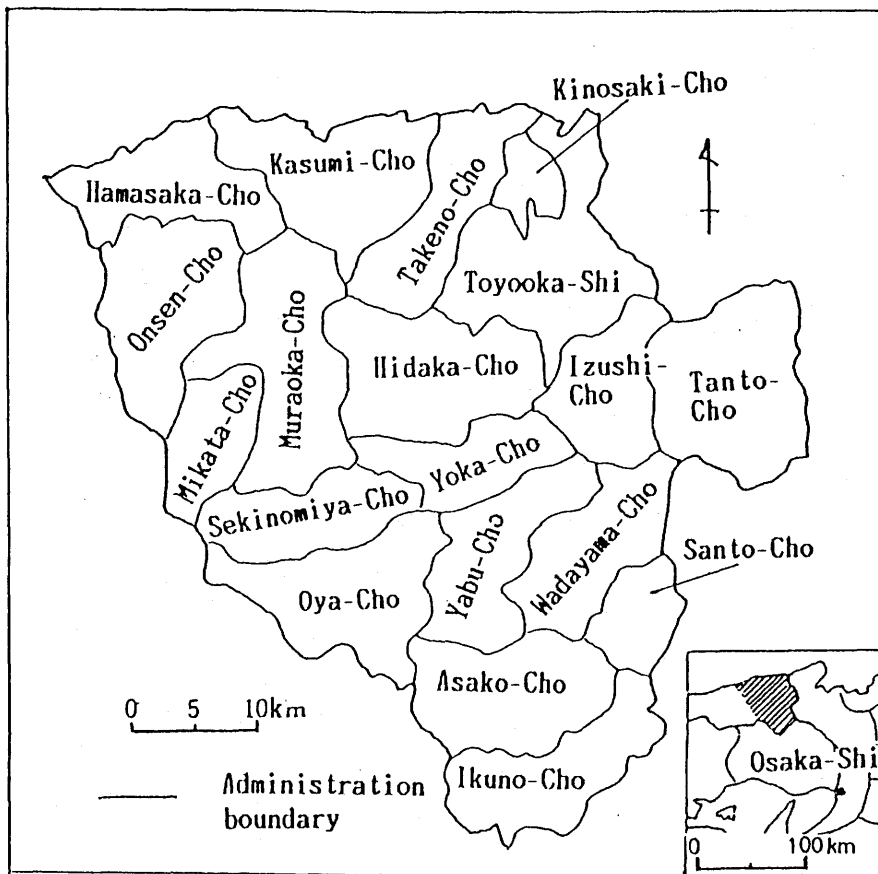 Kinosaki-Cho
Kasumi-Cho
Hamasaka-Cho
Takeno-Cho
Onsen-Cho
Toyooka-Shi
Muraoka-Cho
Hidaka-Cho
Izushi-
Cho
Tanto-
Cho
Mikata-Cho
Yoka-Cho
Sekinomiya-Cho
Yabu-Cho
Wadayama-Cho
Santo-Cho
Oya-Cho
Asako-Cho
Ikuno-Cho
0 5 10km
Administration
boundary
Osaka-Shi
0 100km